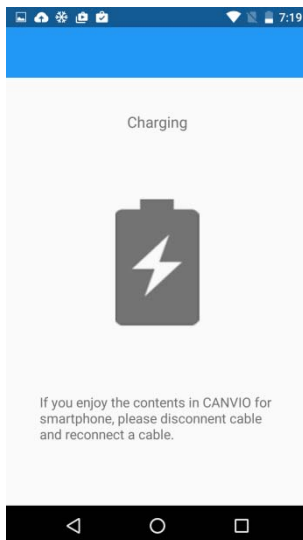 7:19
Charging
If you enjoy the contents in CANVIO for
smartphone, please disconnent cable
and reconnect a cable.